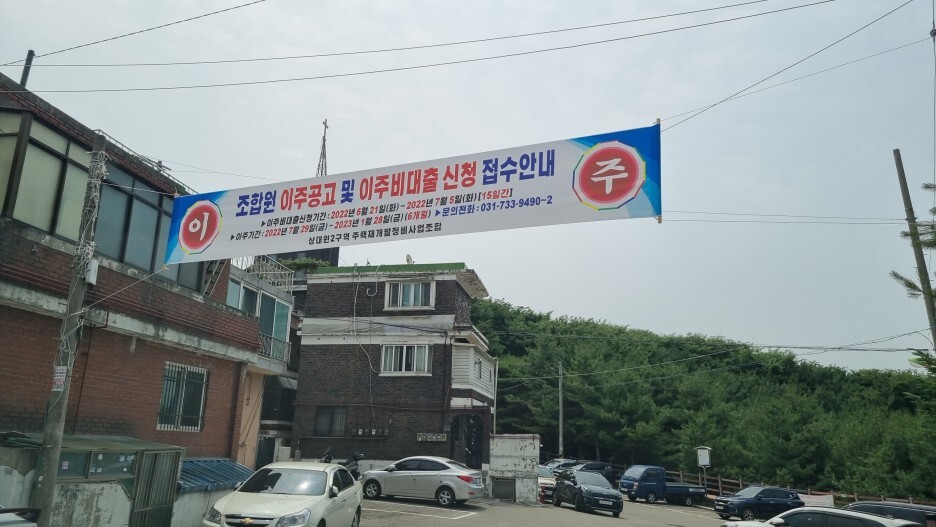 이 조합원 이주공고 및 이주비대출 신청 접수안내 주
▶이주비대출신청기간 : 2022년 6월 21일(화)~2022년 7월 5일(화)[15일간]
▶이주기간 : 2022년 7월 29일(금)~2023년 1월 28일(금)(6개월) ▶문의전화 : 031-733-9490~2
상대원2구역 주택재개발정비사업조합